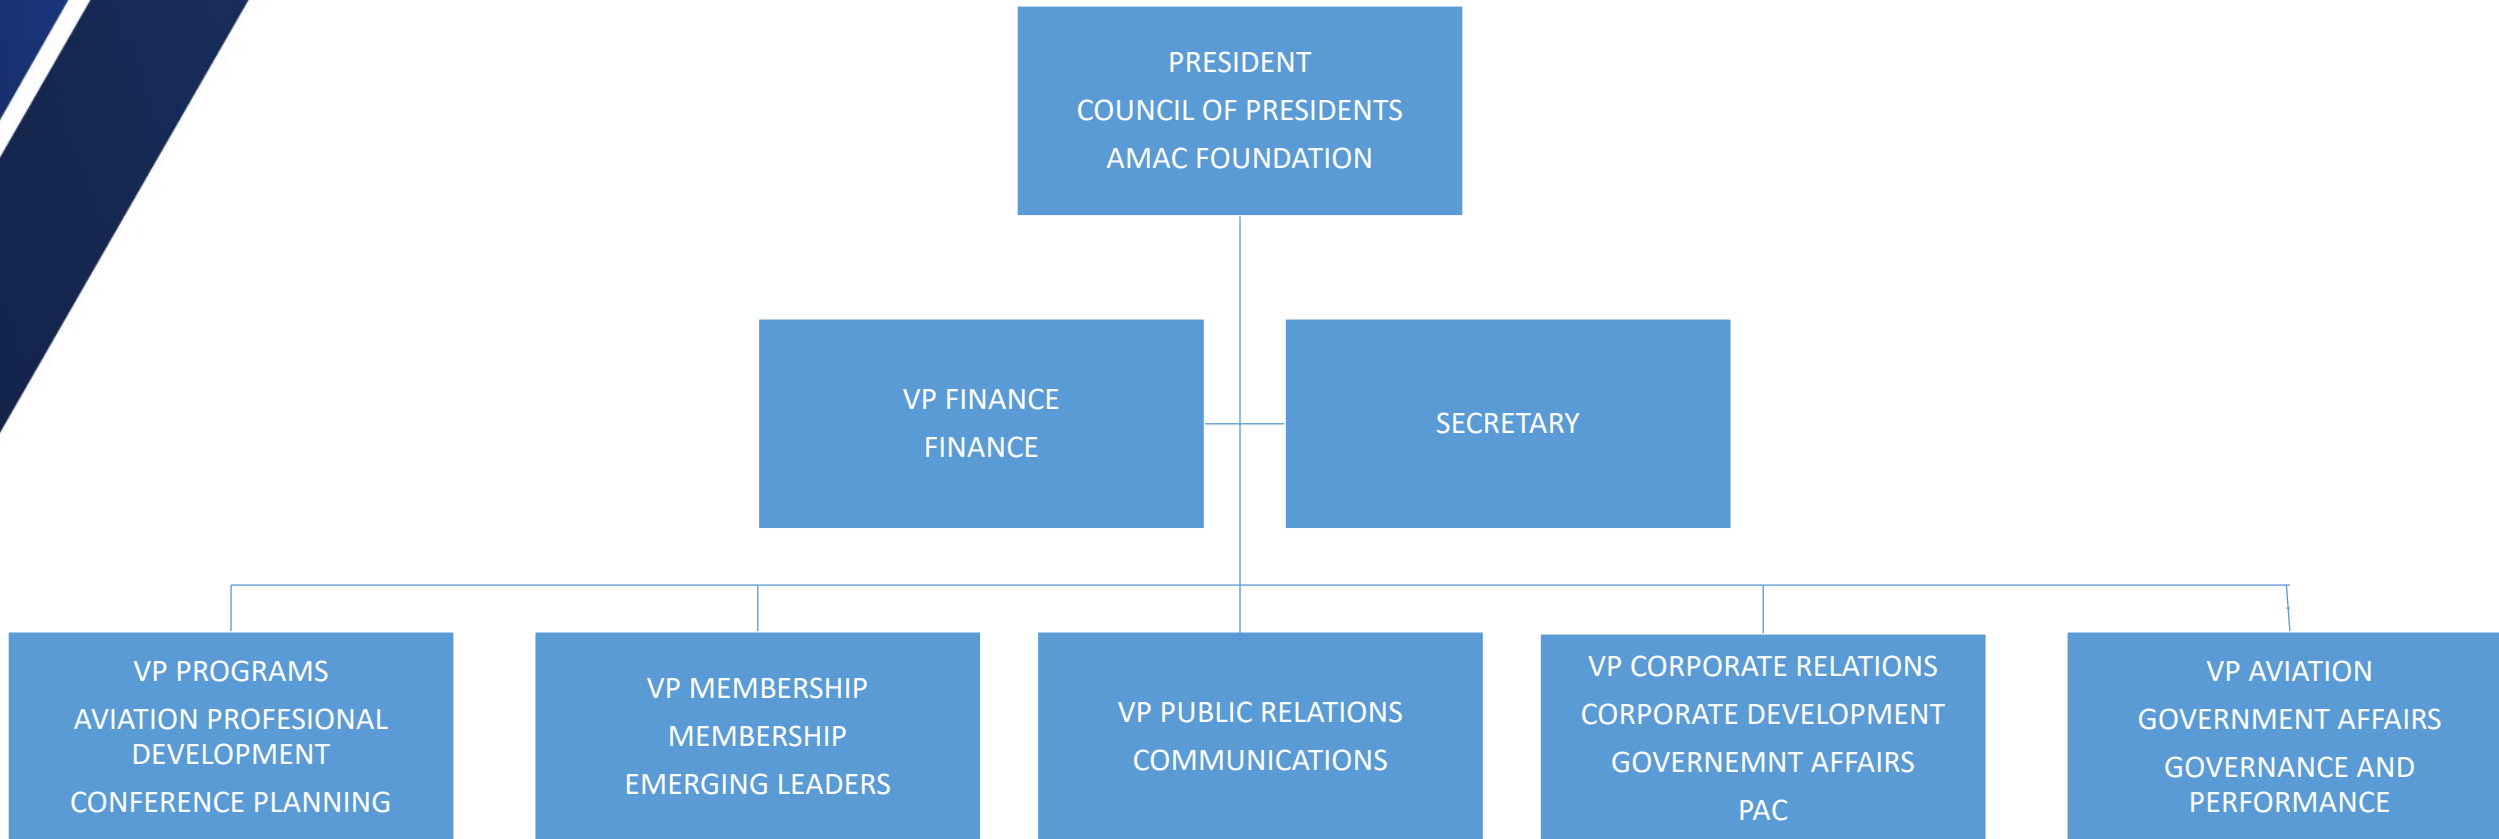 PRESIDENT
COUNCIL OF PRESIDENTS
AMAC FOUNDATION
VP FINANCE
FINANCE
SECRETARY
VP PROGRAMS
AVIATION PROFESIONAL
DEVELOPMENT
CONFERENCE PLANNING
VP MEMBERSHIP
MEMBERSHIP
EMERGING LEADERS
VP PUBLIC RELATIONS
COMMUNICATIONS
VP CORPORATE RELATIONS
CORPORATE DEVELOPMENT
GOVERNEMNT AFFAIRS
PAC
VP AVIATION
GOVERNMENT AFFAIRS
GOVERNANCE AND
PERFORMANCE